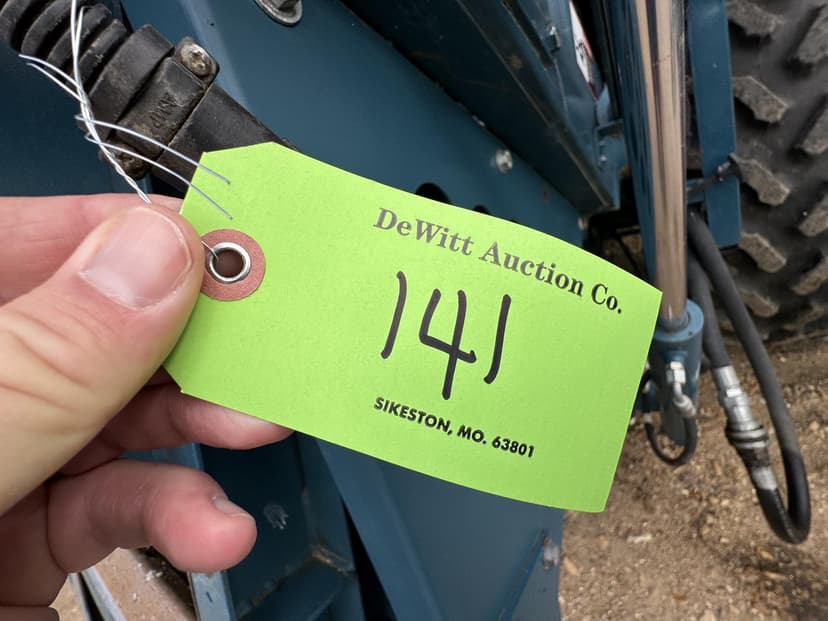 DeWitt Auction Co.
141
SIKESTON, MO. 63801